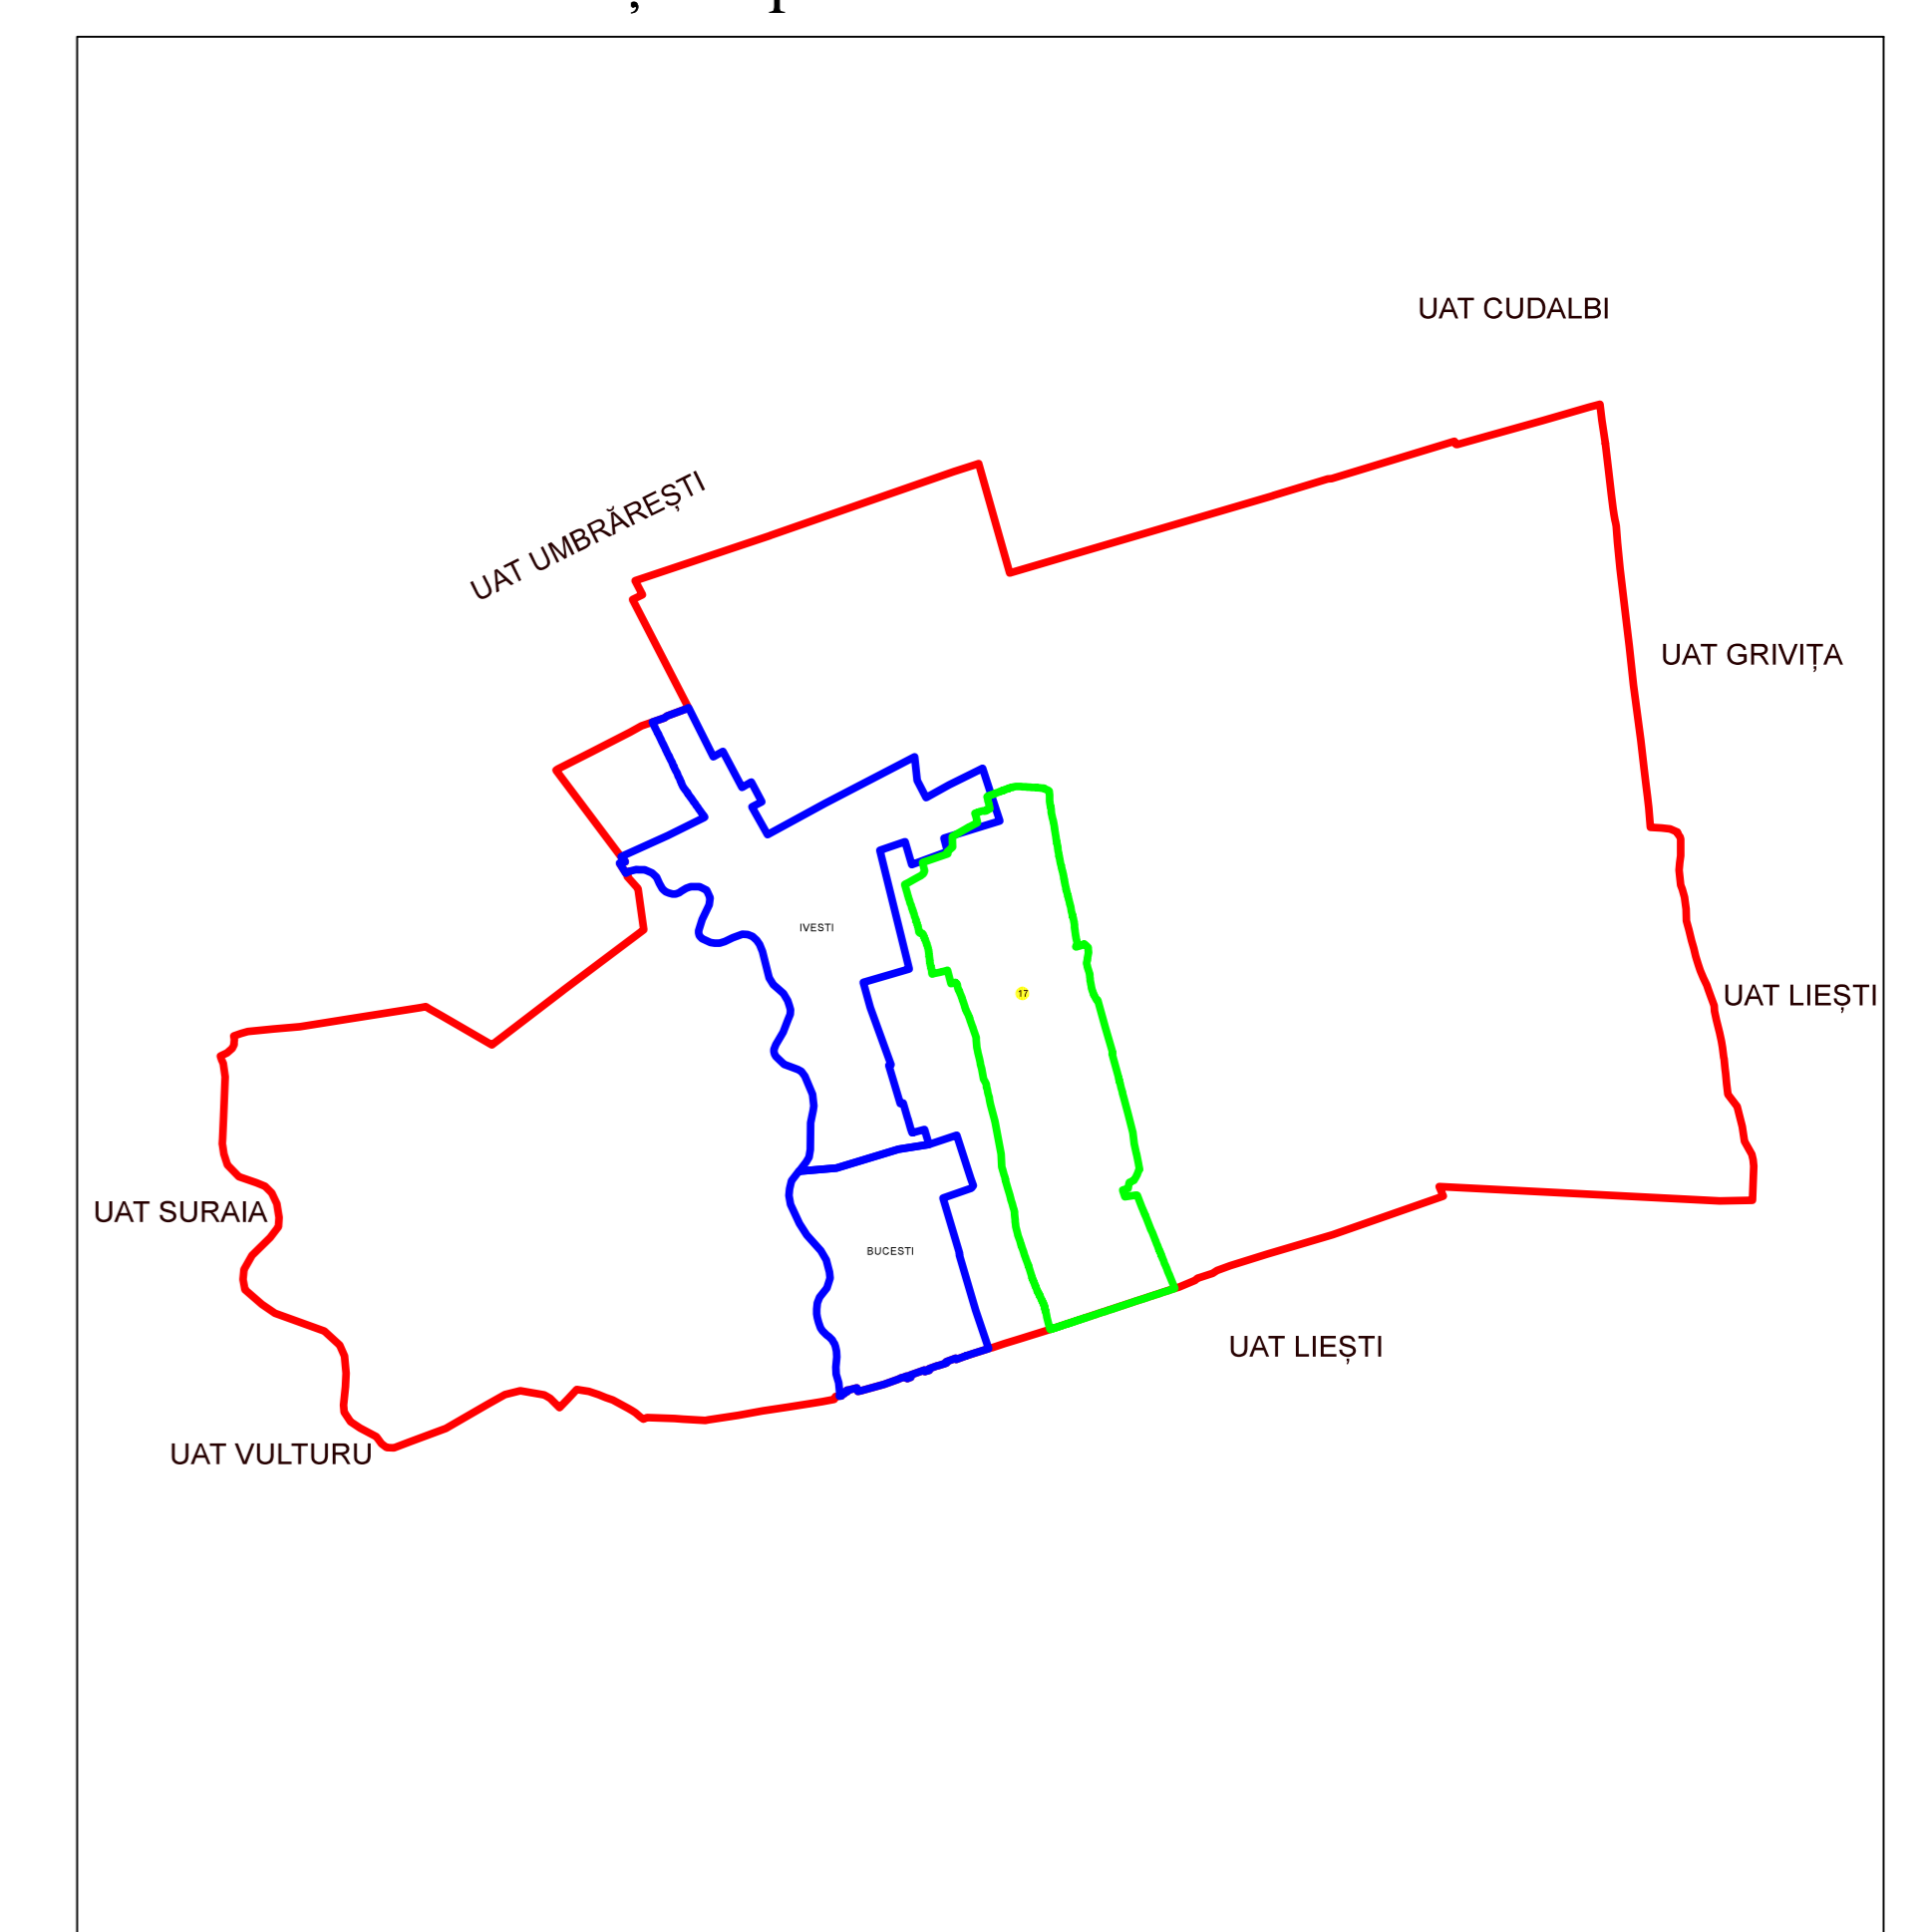 UAT CUDALBI
UAT UMBRĂREȘTI
UAT GRIVIȚA
IVESTI
17
UAT LIEȘTI
UAT SURAIA
BUCESTI
UAT LIEȘTI
UAT VULTURU